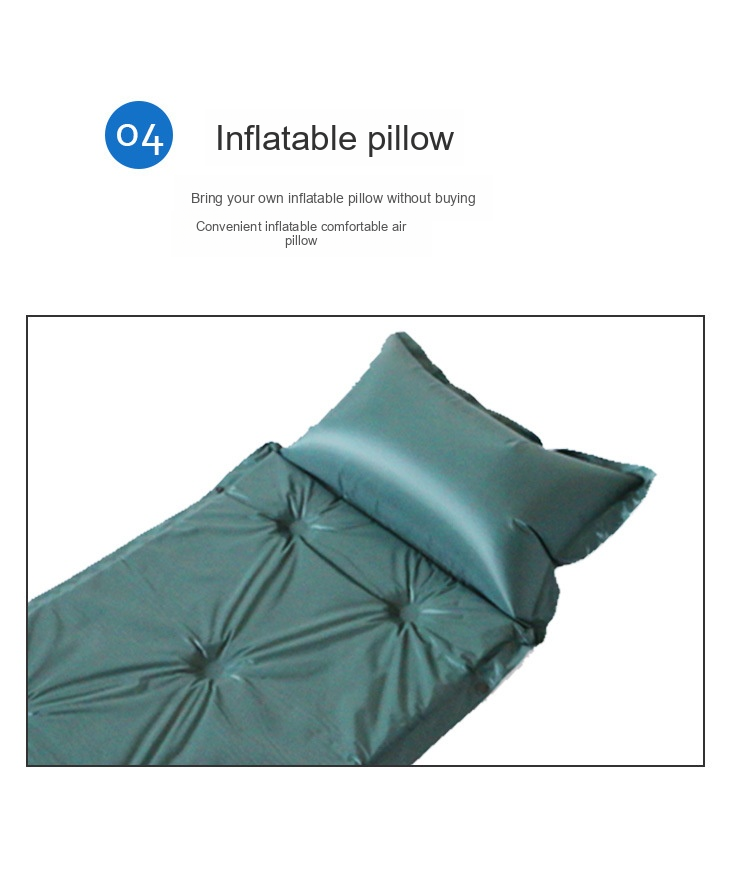 04
Inflatable pillow
Bring your own inflatable pillow without buying
Convenient inflatable comfortable air
pillow